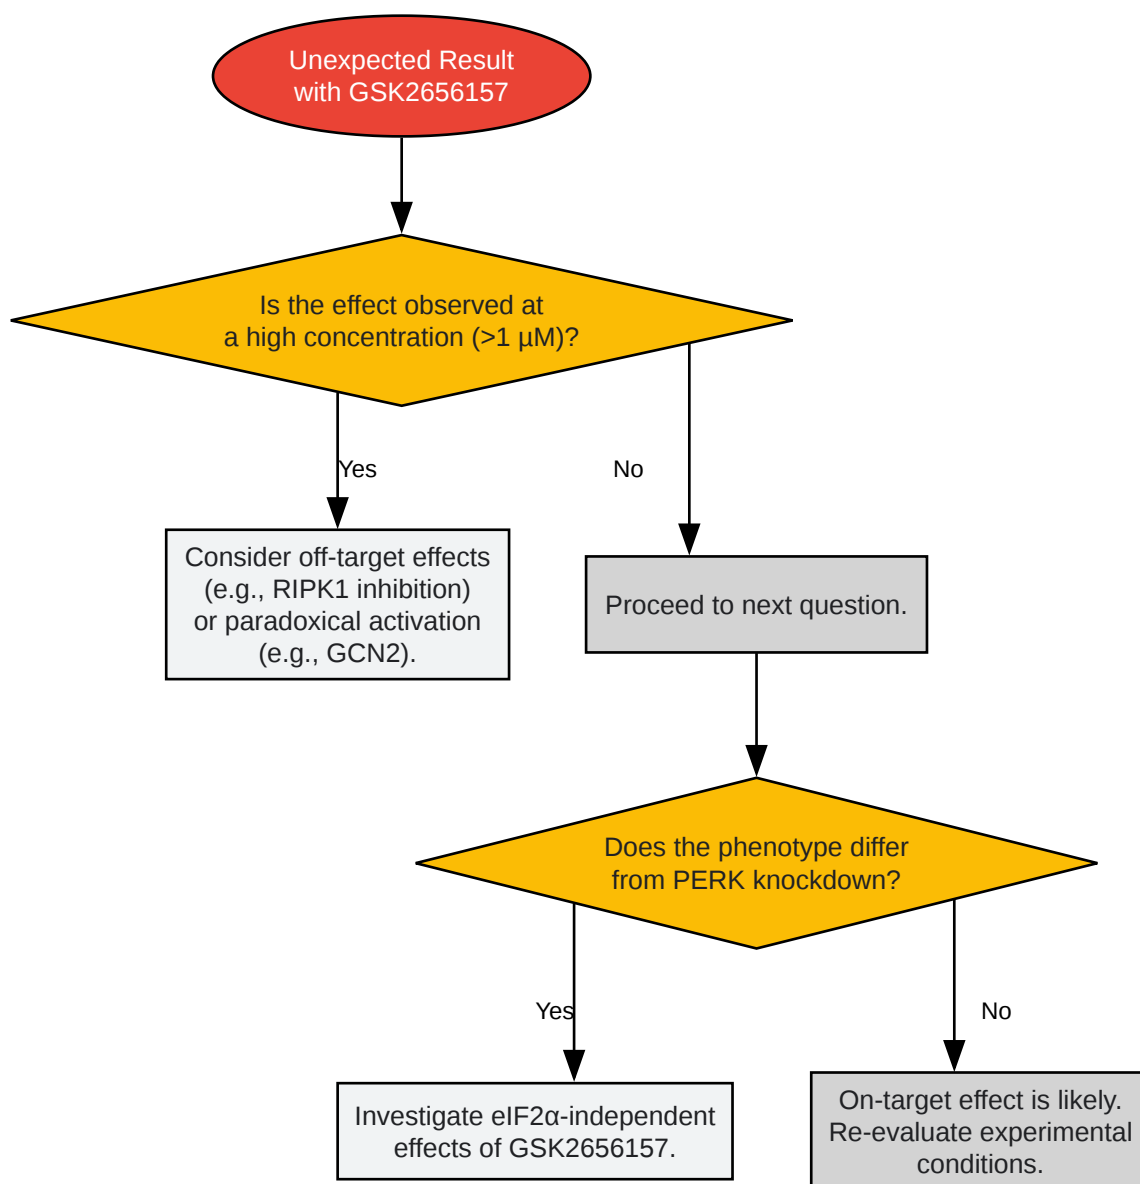 Unexpected Result
with GSK2656157
Is the effect observed at
a high concentration (>1 µM)?
Yes
No
Consider off-target effects
(e.g., RIPK1 inhibition)
or paradoxical activation
(e.g., GCN2).
Proceed to next question.
Does the phenotype differ
from PERK knockdown?
Yes
No
Investigate eIF2α-independent
effects of GSK2656157.
On-target effect is likely.
Re-evaluate experimental
conditions.